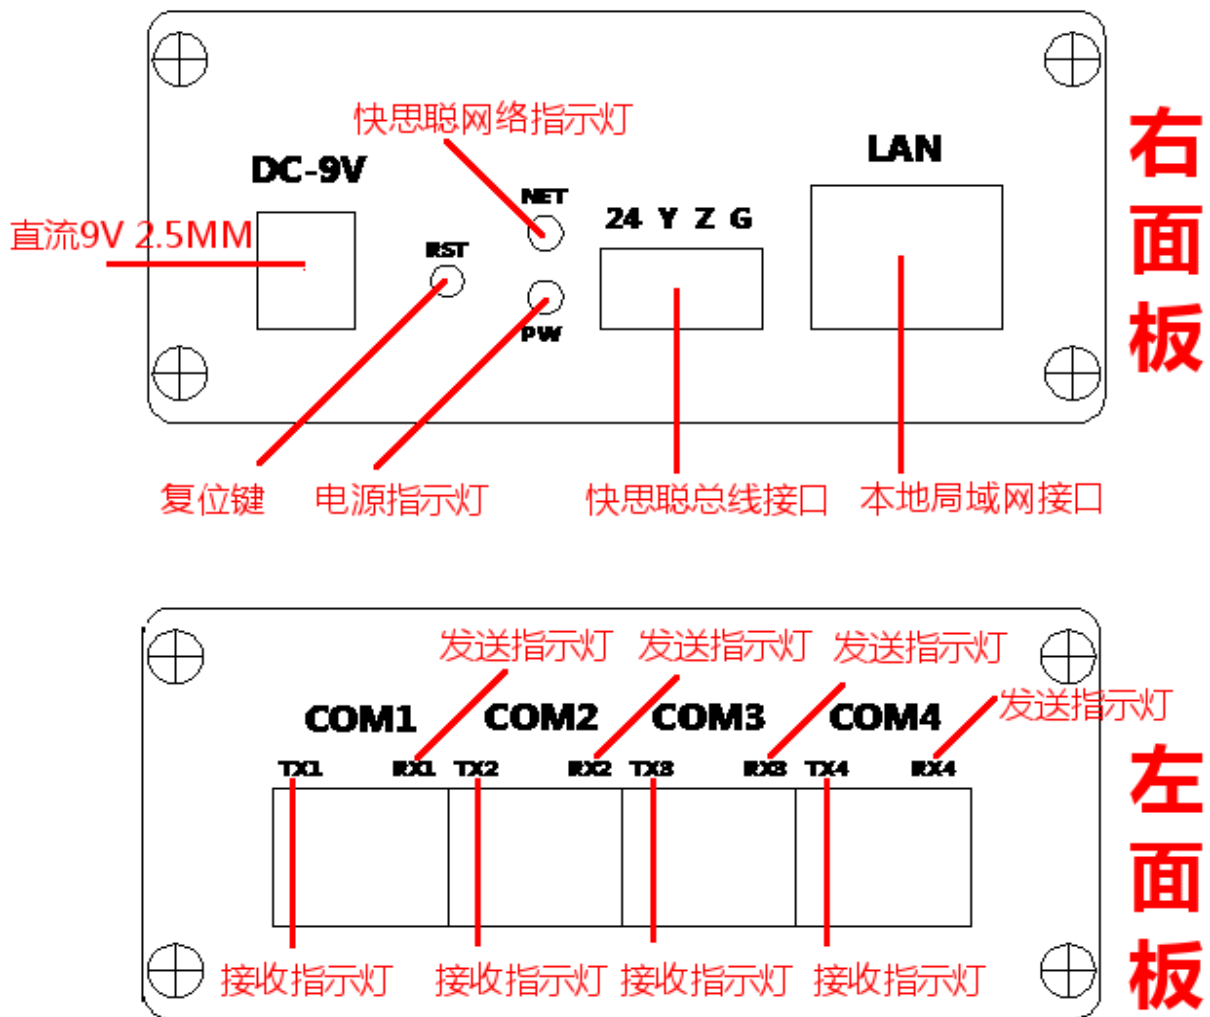 快思聪网络指示灯
DC-9V
LAN
NET
24 Y Z G
直流9V 2.5MM
RST
PW
复位键
电源指示灯
快思聪总线接口
本地局域网接口
右面板
发送指示灯
发送指示灯
发送指示灯
发送指示灯
COM1
COM2
COM3
COM4
TX1
RX1
TX2
RX2
TX3
RX3
TX4
RX4
接收指示灯
接收指示灯
接收指示灯
接收指示灯
左面板